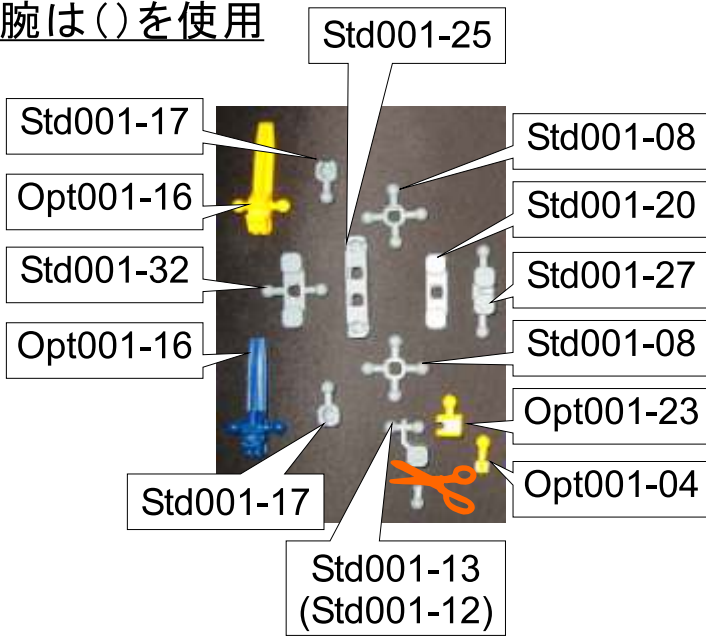 腕は()を使用
Std001-25
Std001-17
Std001-08
Opt001-16
Std001-20
Std001-32
Std001-27
Opt001-16
Std001-08
Opt001-23
Opt001-04
Std001-17
Std001-13
(Std001-12)